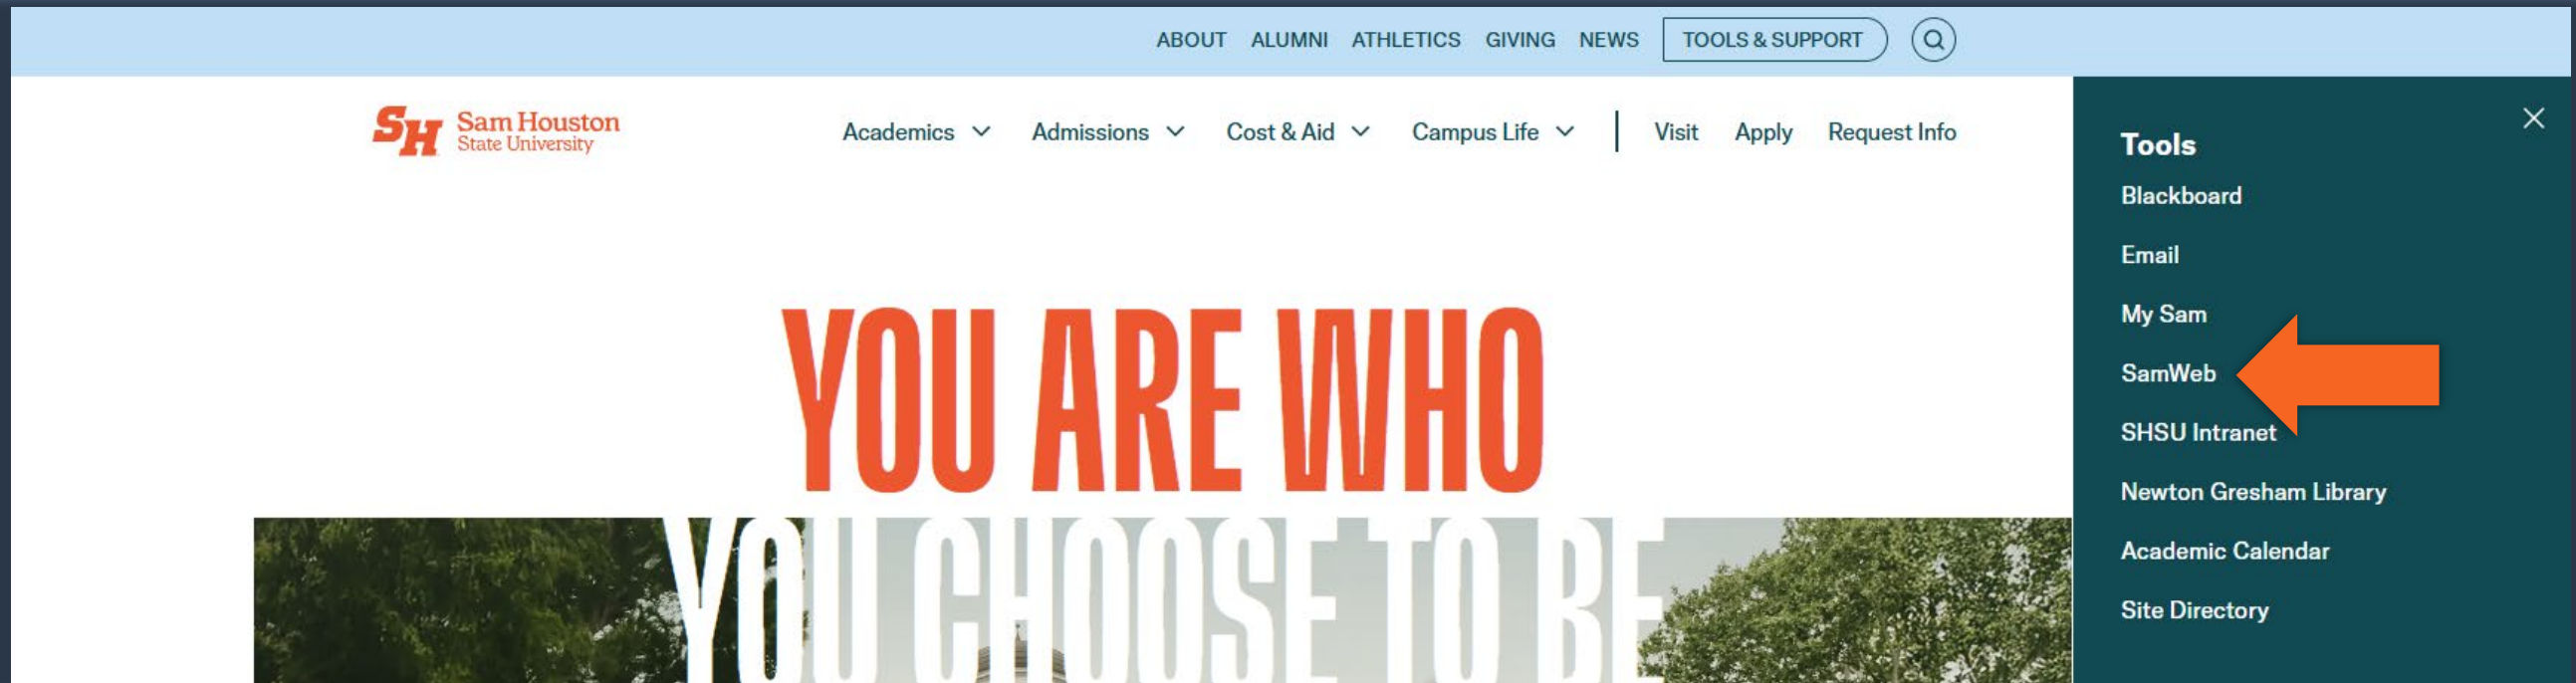 ABOUT ALUMNI ATHLETICS GIVING NEWS TOOLS & SUPPORT
Sam Houston
State University
Academics Admissions Cost & Aid Campus Life Visit Apply Request Info
YOU ARE WHO
YOU CHOOSE TO BE
Tools
Blackboard
Email
My Sam
SamWeb
SHSU Intranet
Newton Gresham Library
Academic Calendar
Site Directory